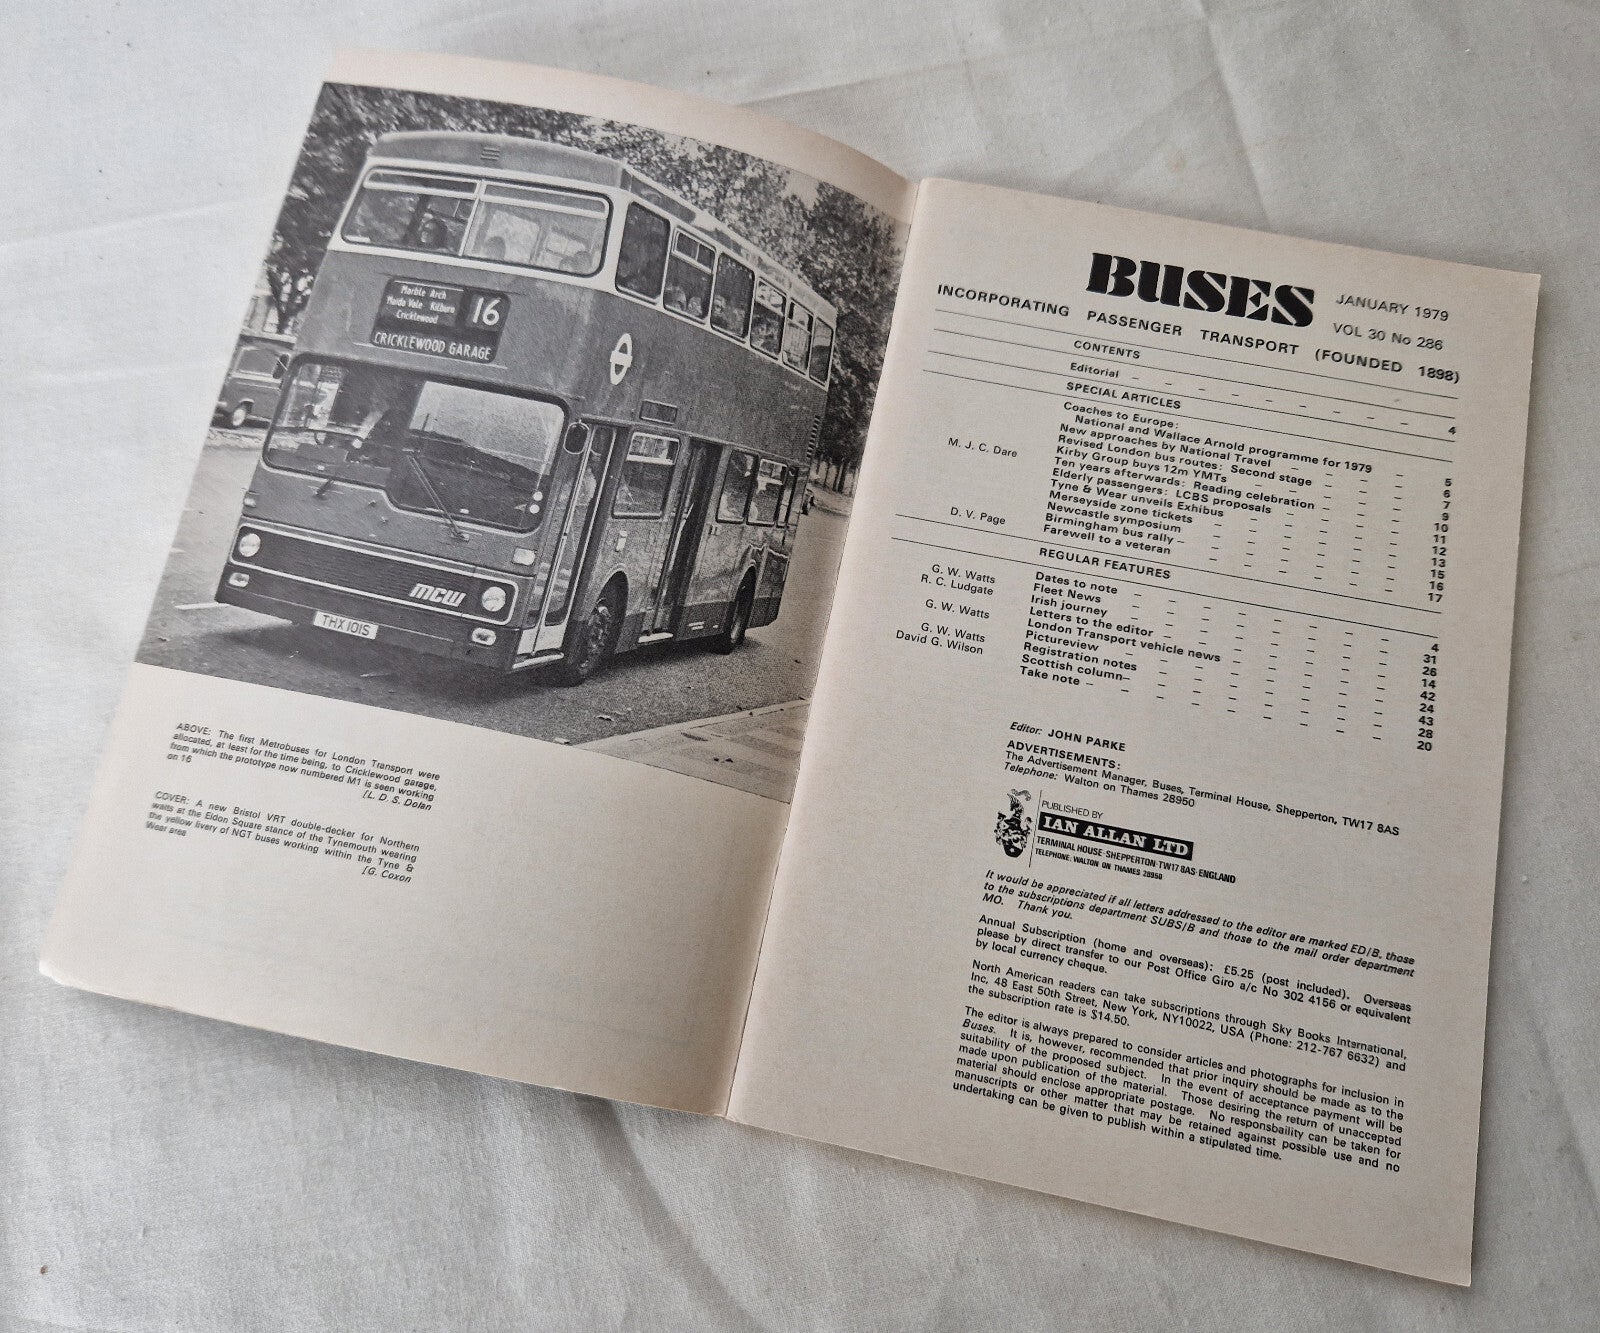 Marble Arch
Maida Vale Kilburn
Cricklewood
16
CRICKLEWOOD GARAGE
mcw
THX 101S
ABOVE: The first Metrobuses for London Transport were
allocated, at least for the time being, to Cricklewood garage,
from which the prototype now numbered M1 is seen working
on 16
[L. D. S. Dolan
COVER: A new Bristol VRT double-decker for Northern
waits at the Eldon Square stance of the Tynemouth wearing
the yellow livery of NGT buses working within the Tyne &
Wear area
[G. Coxon
BUSES
JANUARY 1979
VOL 30 No 286
INCORPORATING PASSENGER TRANSPORT (FOUNDED 1898)
CONTENTS
Editorial – – – – – – – – 4
SPECIAL ARTICLES
Coaches to Europe:
National and Wallace Arnold programme for 1979 – 5
New approaches by National Travel – – – – 6
M. J. C. Dare Revised London bus routes: Second stage – – – 7
Kirby Group buys 12m YMTs – – – – – 9
Ten years afterwards: Reading celebration – – – 10
Elderly passengers: LCBS proposals – – – – 11
Tyne & Wear unveils Exhibus – – – – – 12
Merseyside zone tickets – – – – – – 13
Newcastle symposium – – – – – – 15
D. V. Page Birmingham bus rally – – – – – – 16
Farewell to a veteran – – – – – – 17
REGULAR FEATURES
Dates to note – – – – – – – – 4
G. W. Watts Fleet News – – – – – – – – 31
R. C. Ludgate Irish journey – – – – – – – – 26
Letters to the editor – – – – – – – 14
G. W. Watts London Transport vehicle news – – – – – 42
Pictureview – – – – – – – – 24
G. W. Watts Registration notes – – – – – – – 43
David G. Wilson Scottish column – – – – – – – 28
Take note – – – – – – – – 20
Editor: JOHN PARKE
ADVERTISEMENTS:
The Advertisement Manager, Buses, Terminal House, Shepperton, TW17 8AS
Telephone: Walton on Thames 28950
PUBLISHED BY
IAN ALLAN LTD
TERMINAL HOUSE·SHEPPERTON·TW17 8AS·ENGLAND
TELEPHONE: WALTON ON THAMES 28950
It would be appreciated if all letters addressed to the editor are marked ED/B, those
to the subscriptions department SUBS/B and those to the mail order department
MO. Thank you.
Annual Subscription (home and overseas): £5.25 (post included). Overseas
please by direct transfer to our Post Office Giro a/c No 302 4156 or equivalent
by local currency cheque.
North American readers can take subscriptions through Sky Books International,
Inc, 48 East 50th Street, New York, NY10022, USA (Phone: 212-767 6632) and
the subscription rate is $14.50.
The editor is always prepared to consider articles and photographs for inclusion in
Buses. It is, however, recommended that prior inquiry should be made as to the
suitability of the proposed subject. In the event of acceptance payment will be
made upon publication of the material. Those desiring the return of unaccepted
material should enclose appropriate postage. No responsbaility can be taken for
manuscripts or other matter that may be retained against possible use and no
undertaking can be given to publish within a stipulated time.